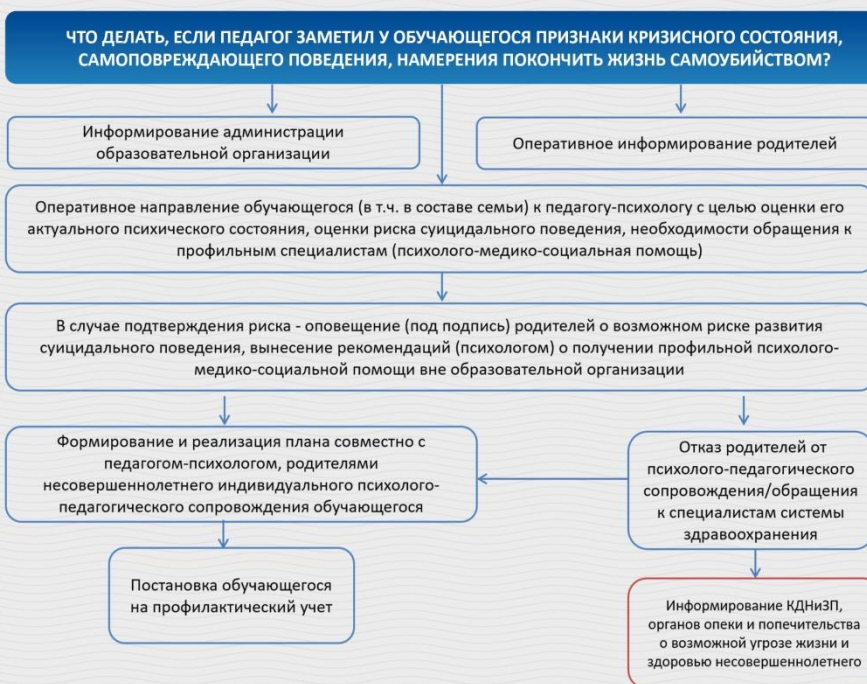 ЧТО ДЕЛАТЬ, ЕСЛИ ПЕДАГОГ ЗАМЕТИЛ У ОБУЧАЮЩЕГОСЯ ПРИЗНАКИ КРИЗИСНОГО СОСТОЯНИЯ,
САМОПОВРЕЖДАЮЩЕГО ПОВЕДЕНИЯ, НАМЕРЕНИЯ ПОКОНЧИТЬ ЖИЗНЬ САМОУБИЙСТВОМ?
Информирование администрации
образовательной организации
Оперативное информирование родителей
Оперативное направление обучающегося (в т.ч. в составе семьи) к педагогу-психологу с целью оценки его
актуального психического состояния, оценки риска суицидального поведения, необходимости обращения к
профильным специалистам (психолого-медико-социальная помощь)
В случае подтверждения риска - оповещение (под подпись) родителей о возможном риске развития
суицидального поведения, вынесение рекомендаций (психологом) о получении профильной психолого-
медико-социальной помощи вне образовательной организации
Формирование и реализация плана совместно с
педагогом-психологом, родителями
несовершеннолетнего индивидуального психолого-
педагогического сопровождения обучающегося
Отказ родителей от
психолого-педагогического
сопровождения/обращения
к специалистам системы
здравоохранения
Постановка обучающегося
на профилактический учет
Информирование КДНиЗП,
органов опеки и попечительства
о возможной угрозе жизни и
здоровью несовершеннолетнего